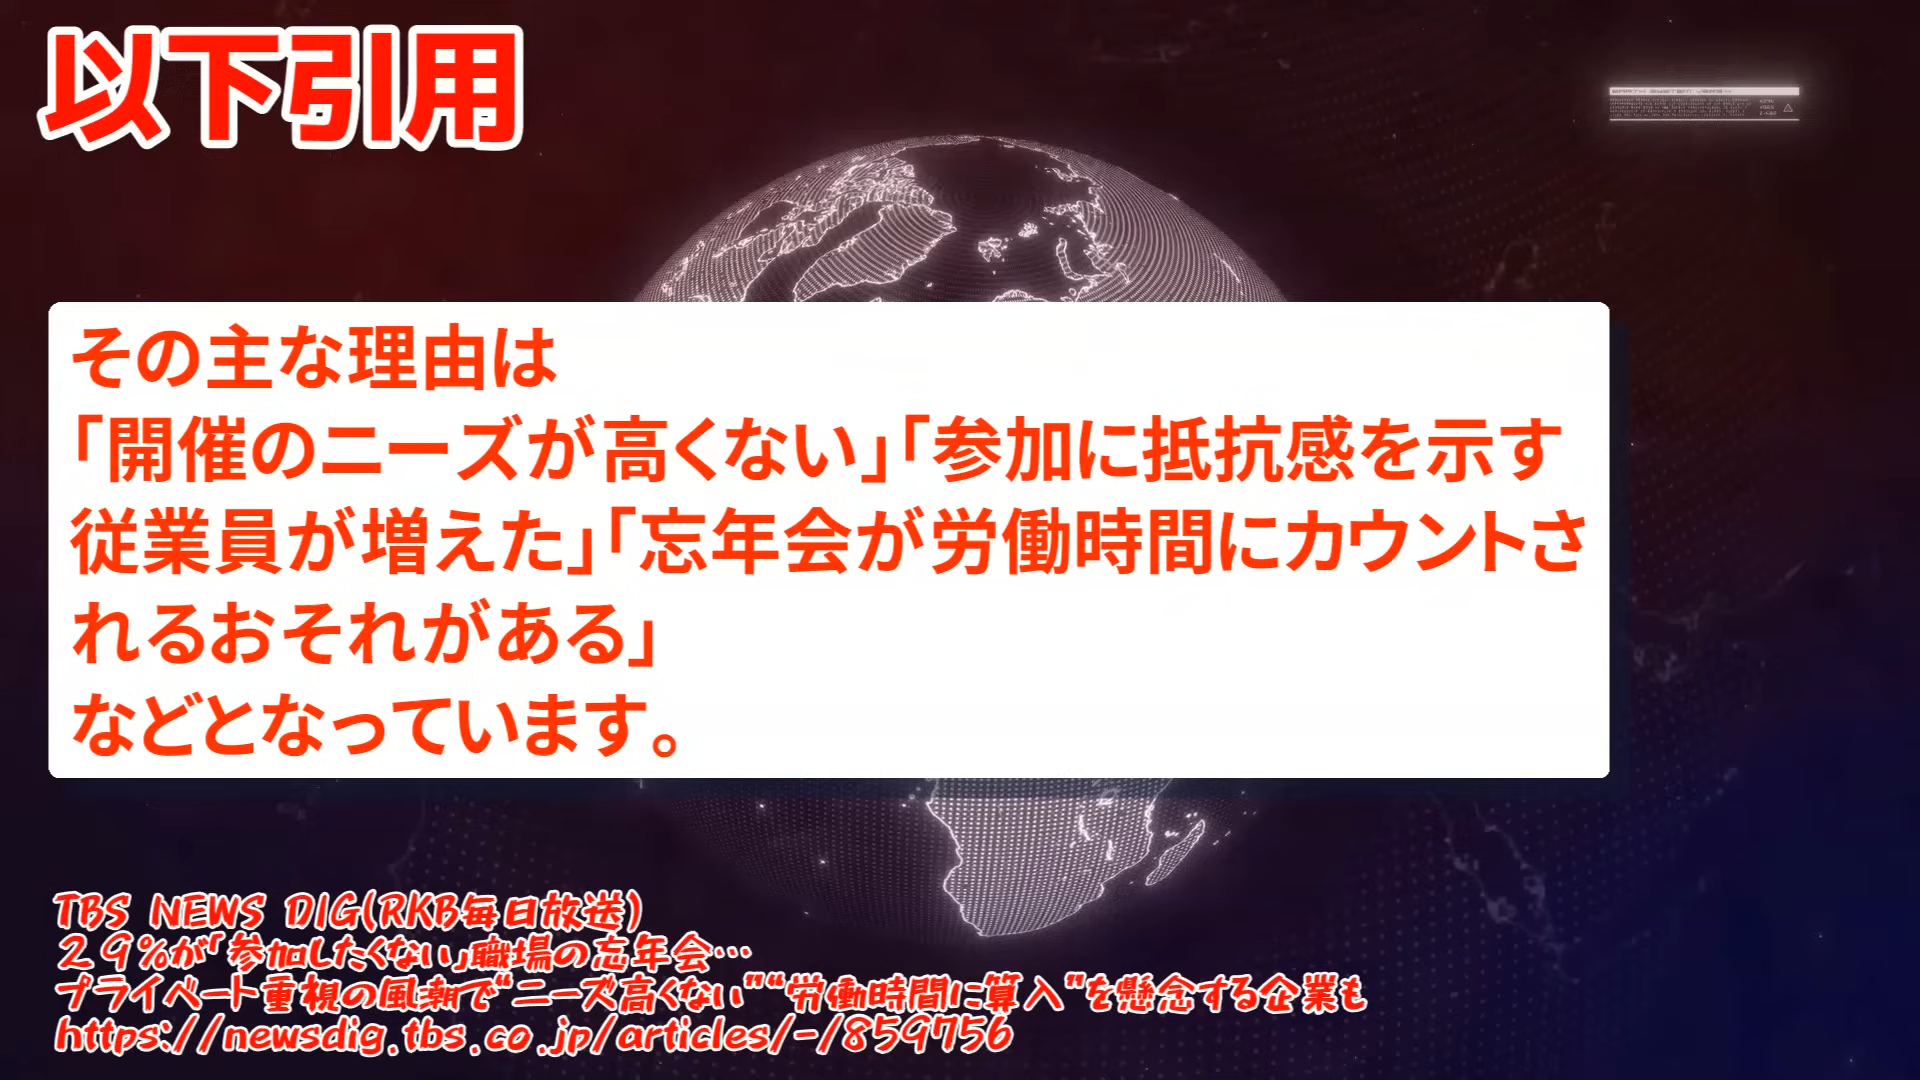 以下引用
その主な理由は
「開催のニーズが高くない」「参加に抵抗感を示す
従業員が増えた」「忘年会が労働時間にカウントさ
れるおそれがある」
などとなっています。
TBS NEWS DIG(RKB毎日放送)
２９％が「参加したくない」職場の忘年会…
プライベート重視の風潮で“ニーズ高くない”“労働時間に算入”を懸念する企業も
https://newsdig.tbs.co.jp/articles/-/859756